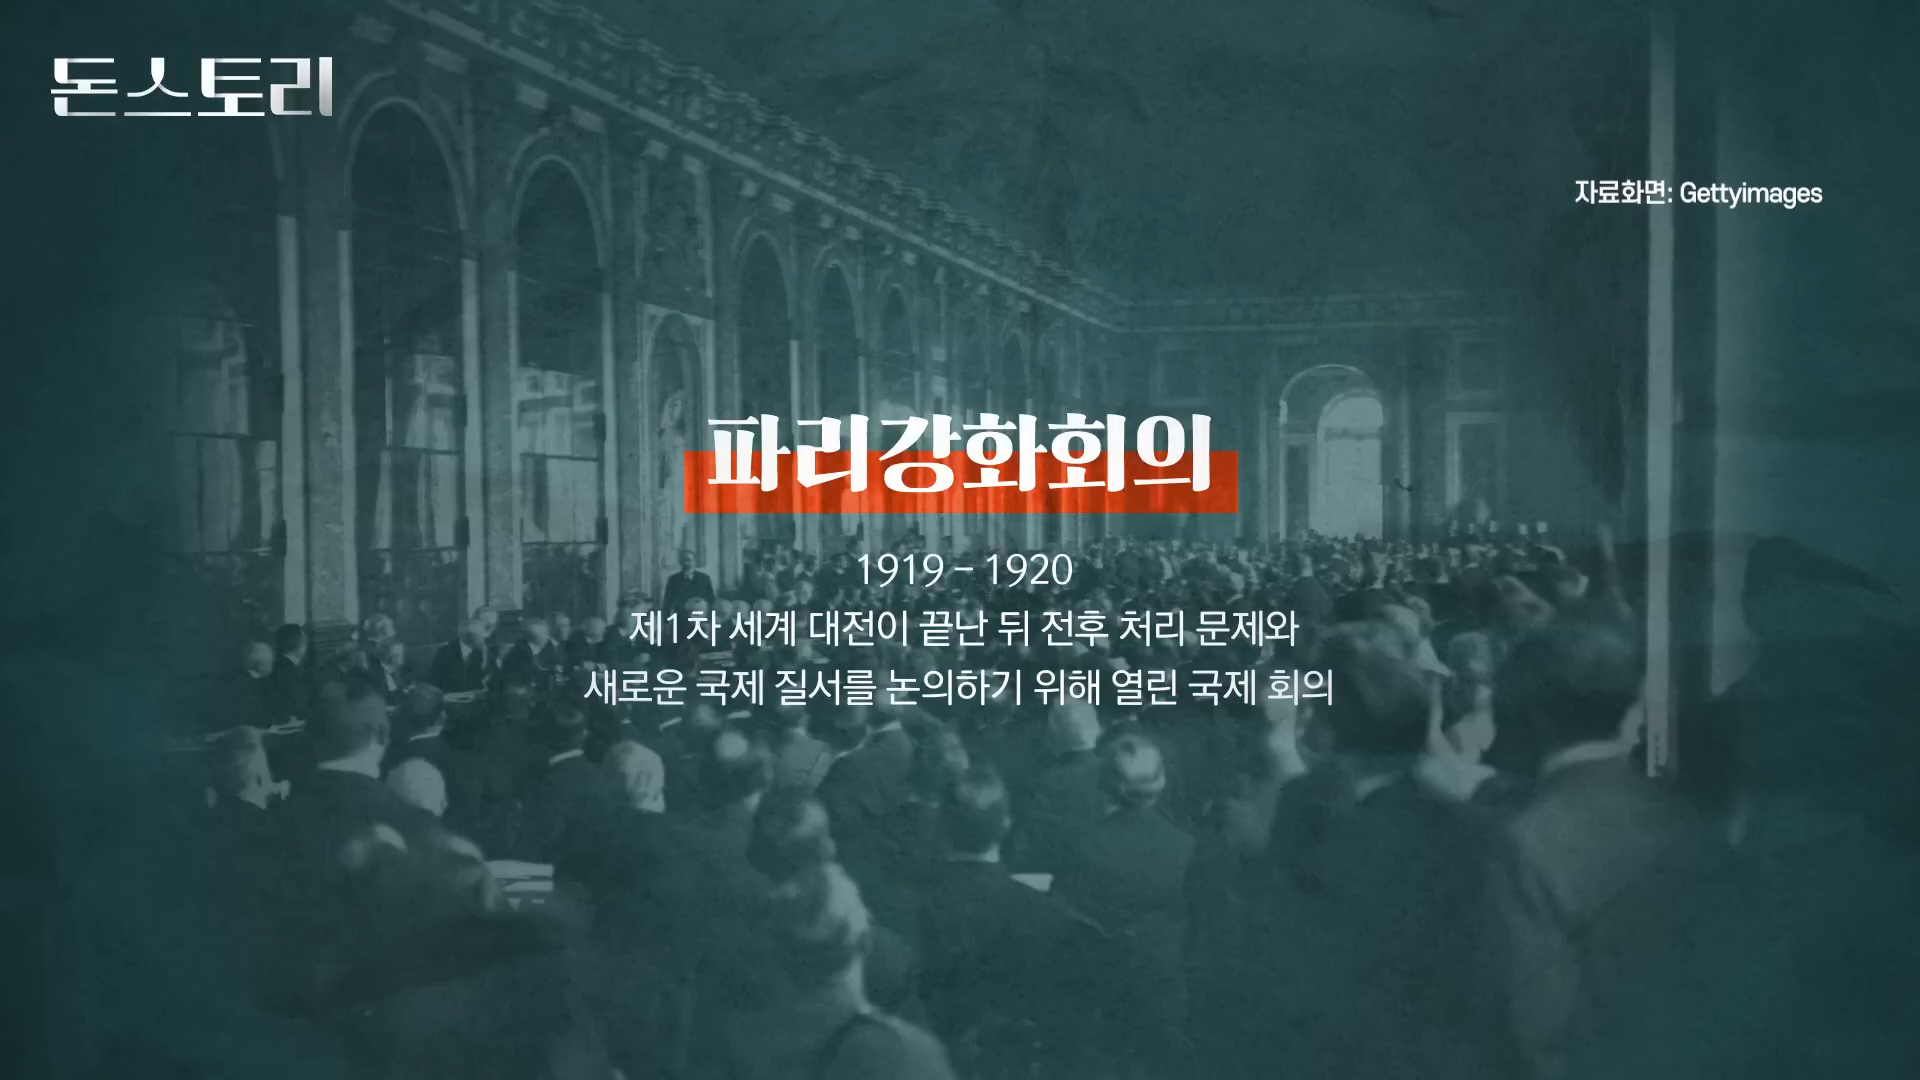 돈스토리
자료화면: Gettyimages
파리강화회의
1919 – 1920
제1차 세계 대전이 끝난 뒤 전후 처리 문제와
새로운 국제 질서를 논의하기 위해 열린 국제 회의